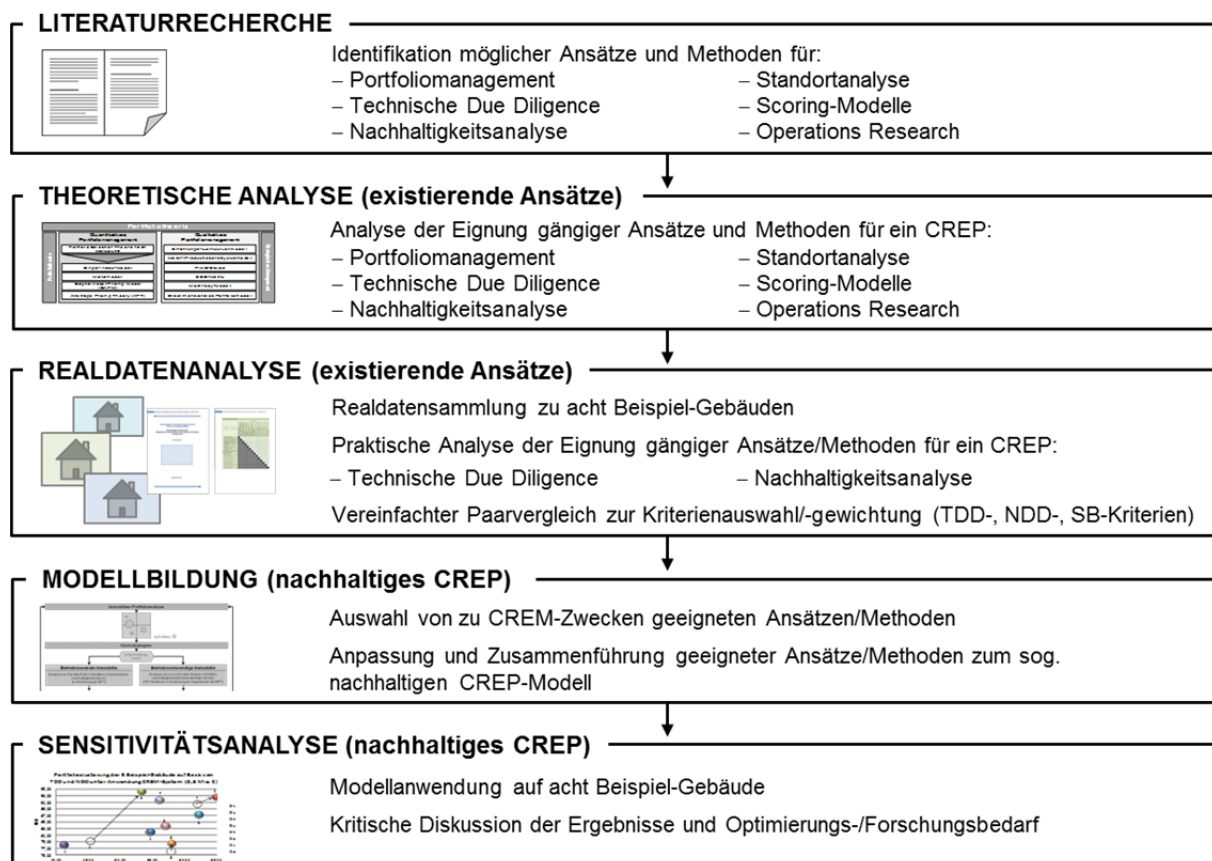 LITERATURRECHERCHE
Identifikation möglicher Ansätze und Methoden für:
– Portfoliomanagement
– Standortanalyse
– Technische Due Diligence
– Scoring-Modelle
– Nachhaltigkeitsanalyse
– Operations Research
THEORETISCHE ANALYSE (existierende Ansätze)
Portfoliotheorie
Quantitatives
Portfoliomanagement
Qualitatives
Portfoliomanagement
Analyse der Eignung gängiger Ansätze und Methoden für ein CREP:
– Portfoliomanagement
– Standortanalyse
– Technische Due Diligence
– Scoring-Modelle
– Nachhaltigkeitsanalyse
– Operations Research
REALDATENANALYSE (existierende Ansätze)
Realdatensammlung zu acht Beispiel-Gebäuden
Praktische Analyse der Eignung gängiger Ansätze/Methoden für ein CREP:
– Technische Due Diligence
– Nachhaltigkeitsanalyse
Vereinfachter Paarvergleich zur Kriterienauswahl/-gewichtung (TDD-, NDD-, SB-Kriterien)
MODELLBILDUNG (nachhaltiges CREP)
Auswahl von zu CREM-Zwecken geeigneten Ansätzen/Methoden
Anpassung und Zusammenführung geeigneter Ansätze/Methoden zum sog.
nachhaltigen CREP-Modell
SENSITIVITÄTSANALYSE (nachhaltiges CREP)
Modellanwendung auf acht Beispiel-Gebäude
Kritische Diskussion der Ergebnisse und Optimierungs-/Forschungsbedarf